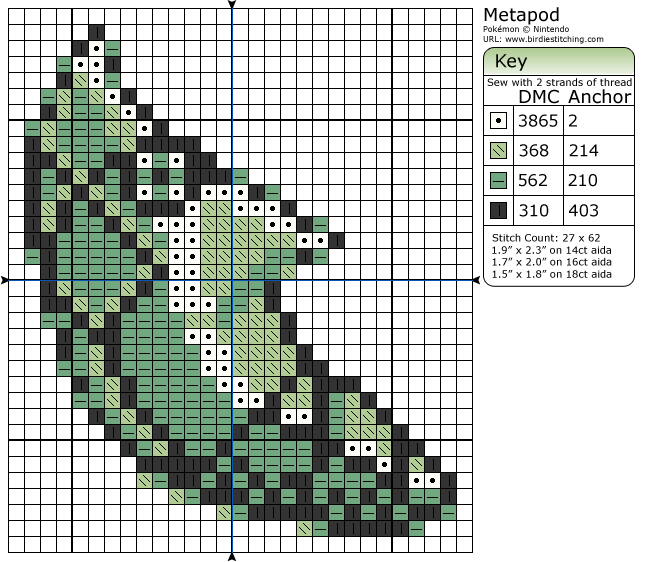 Metapod
Pokémon © Nintendo
URL: www.birdiestitching.com
Key
Sew with 2 strands of thread
DMC Anchor
3865 2
368 214
562 210
310 403
Stitch Count: 27 x 62
1.9” x 2.3” on 14ct aida
1.7” x 2.0” on 16ct aida
1.5” x 1.8” on 18ct aida